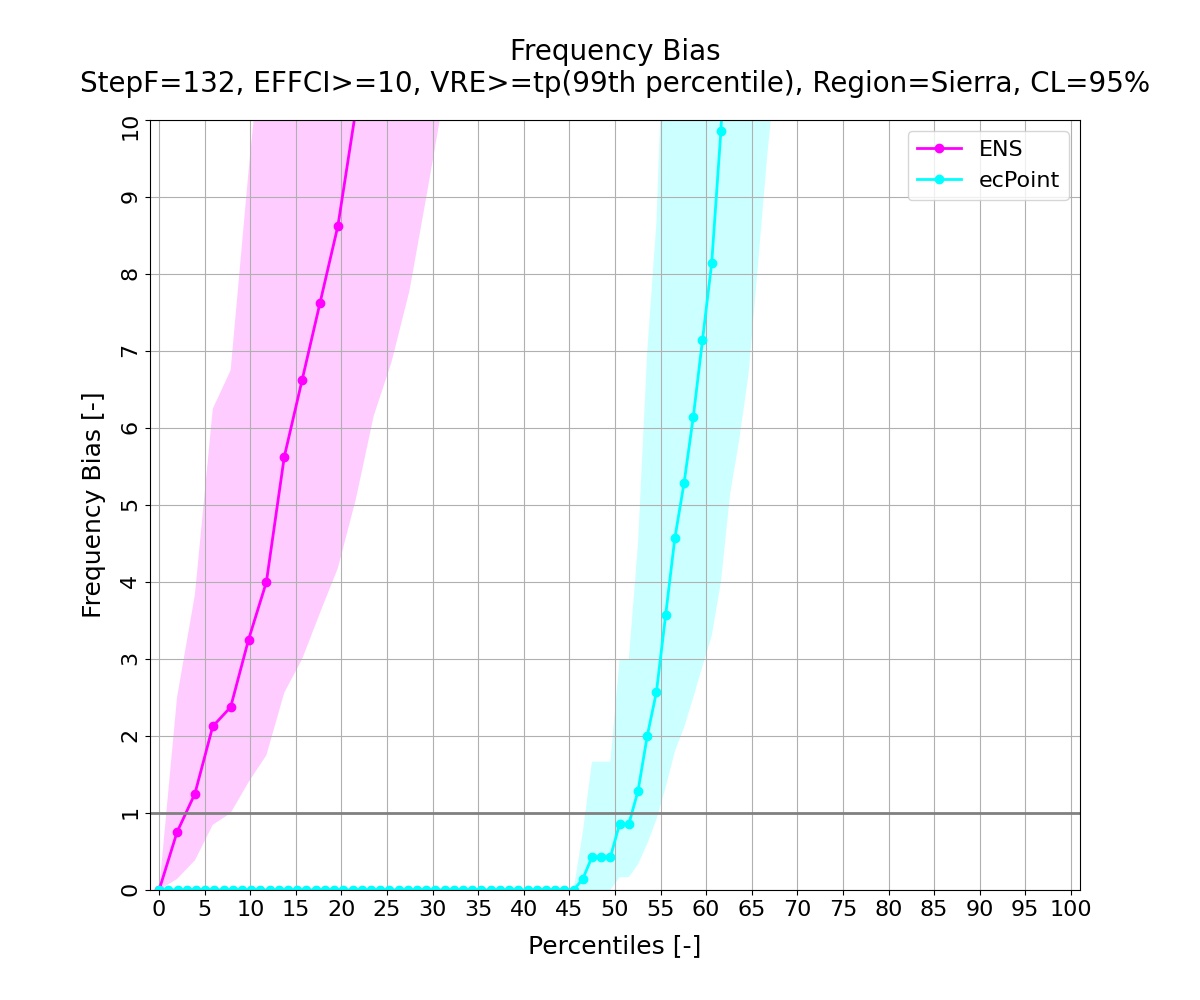 Frequency Bias
StepF=132, EFFCI>=10, VRE>=tp(99th percentile), Region=Sierra, CL=95%
10
9
8
7
6
5
4
3
2
1
0
Frequency Bias [-]
ENS
ecPoint
0 5 10 15 20 25 30 35 40 45 50 55 60 65 70 75 80 85 90 95 100
Percentiles [-]